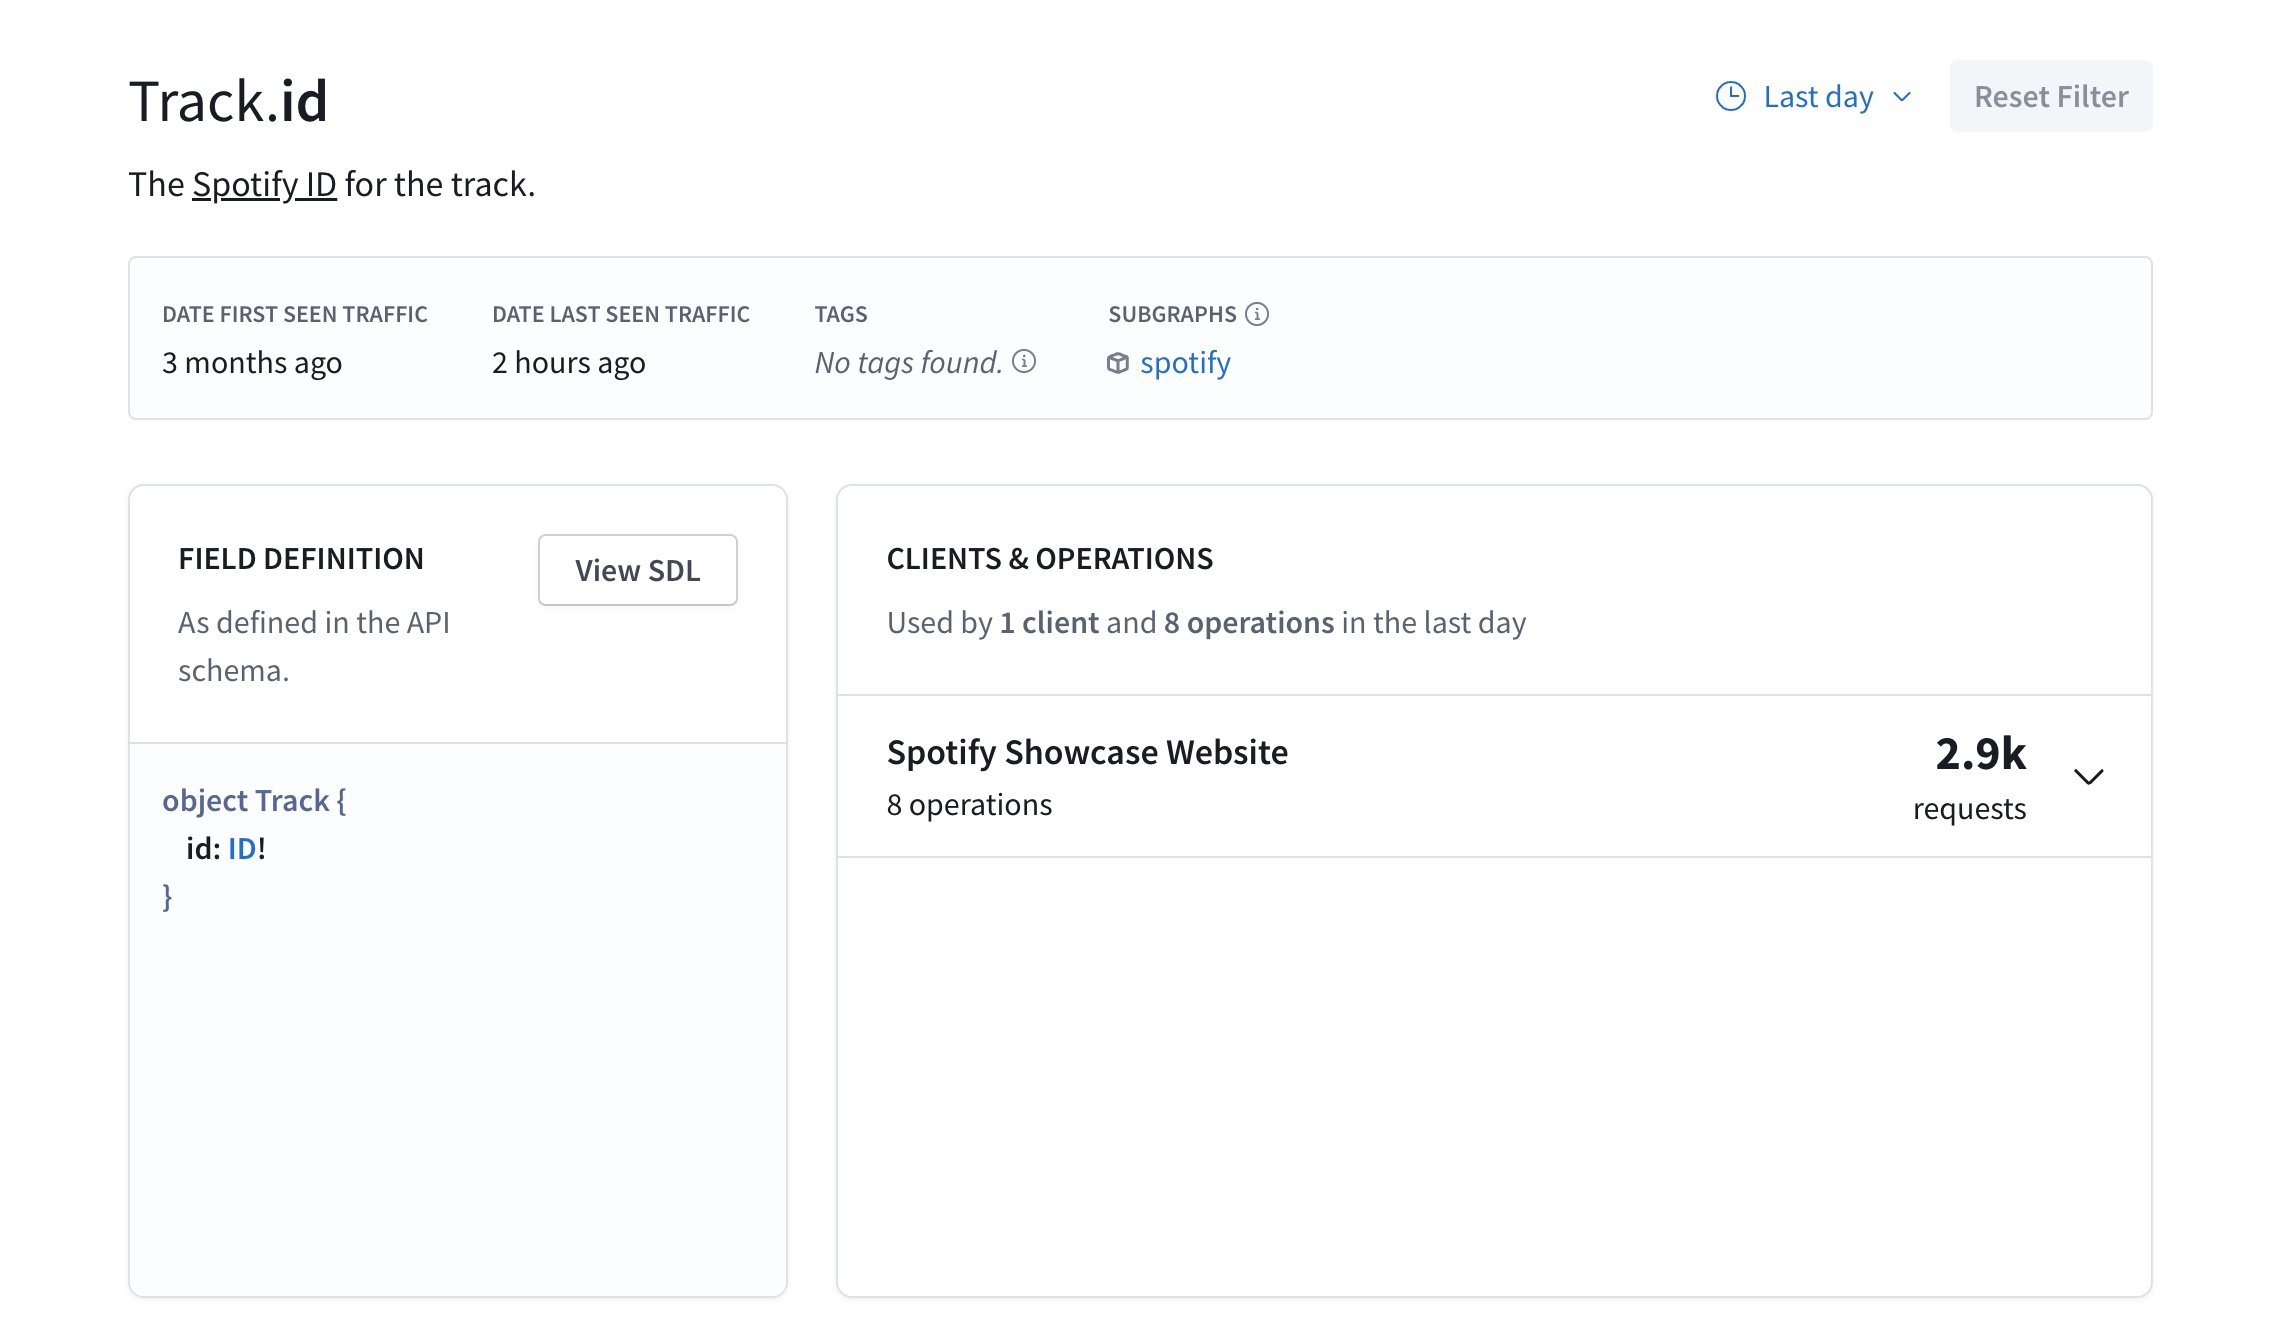 Track.id
Last day
Reset Filter
The Spotify ID for the track.
DATE FIRST SEEN TRAFFIC
3 months ago
DATE LAST SEEN TRAFFIC
2 hours ago
TAGS
No tags found.
SUBGRAPHS
spotify
FIELD DEFINITION
View SDL
As defined in the API
schema.
object Track {
id: ID!
}
CLIENTS & OPERATIONS
Used by 1 client and 8 operations in the last day
Spotify Showcase Website
8 operations
2.9k
requests